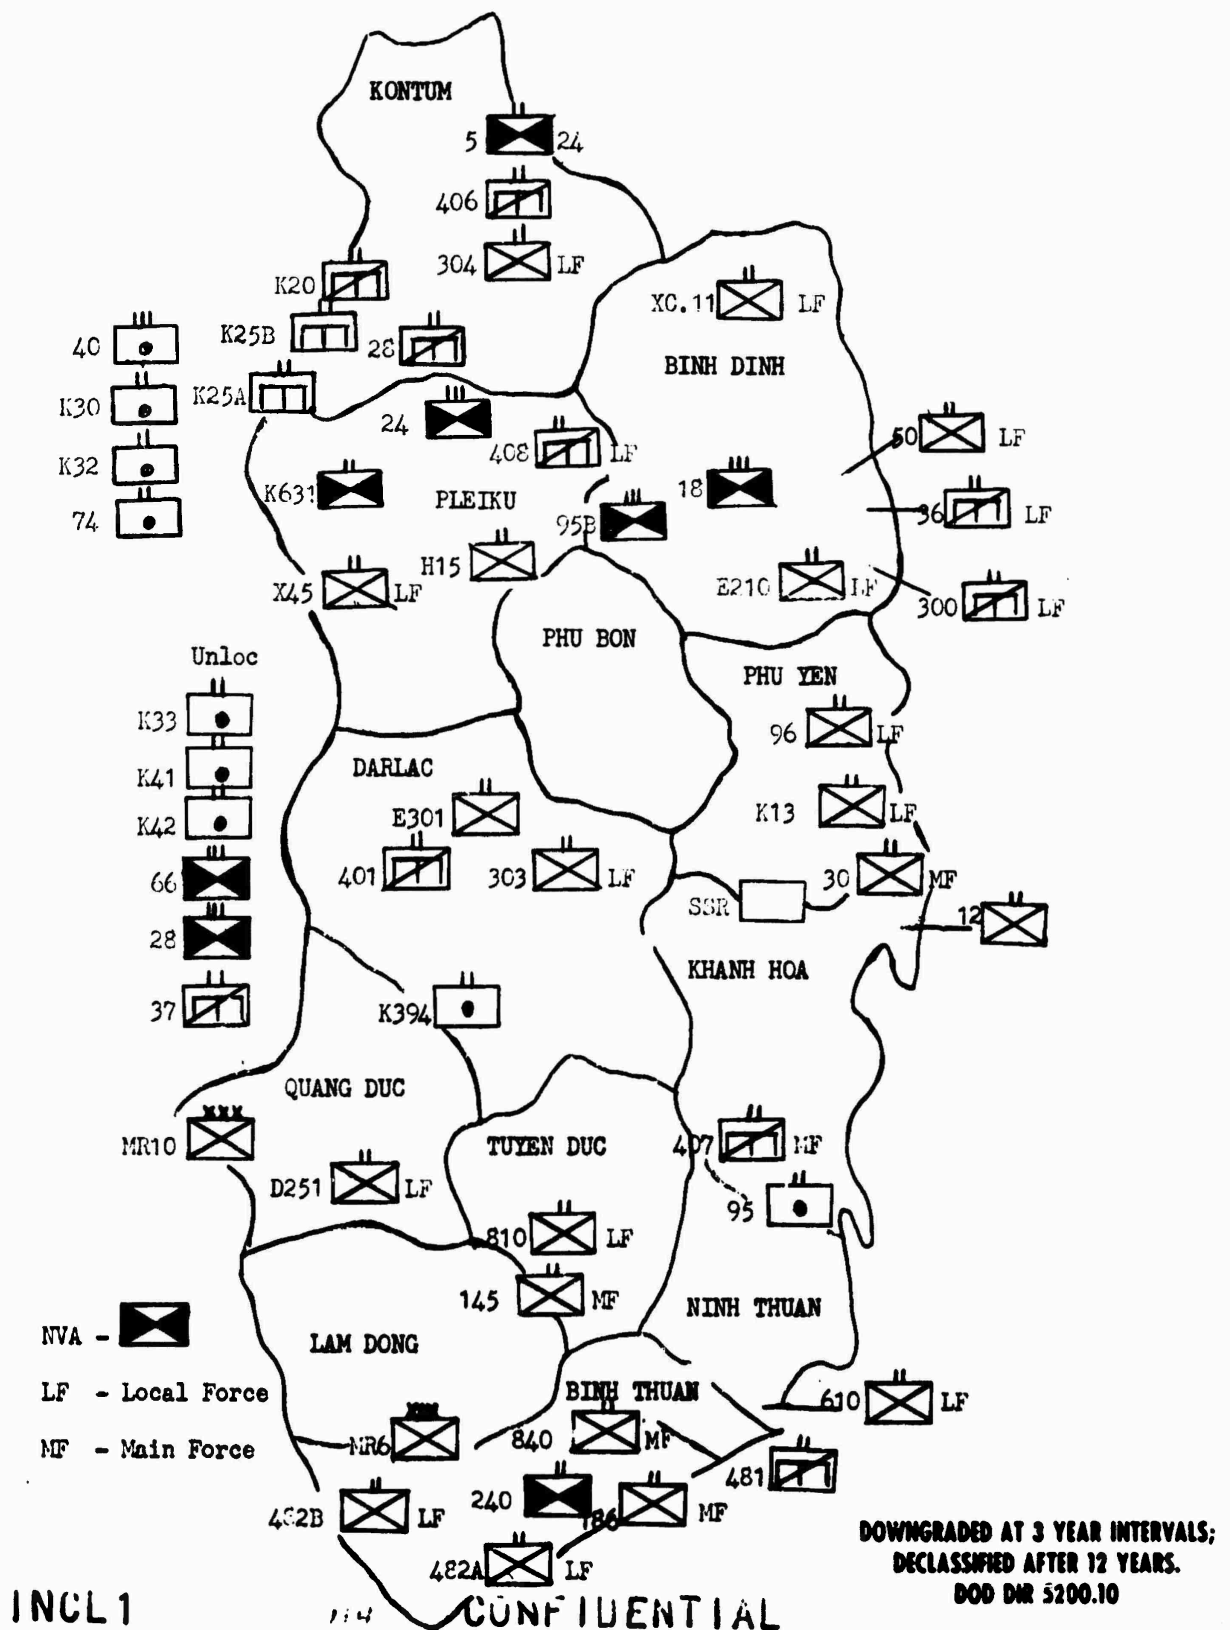 KONTUM
5 24
406
304 LF
K20
XC.11 LF
K25B
40
28
BINH DINH
K25A
K30
24
50 LF
408 LF
K32
K631
PLEIKU
18
74
95B
36 LF
H15
X45 LF
E210 LF
300 LF
PHU BON
Unloc
PHU YEN
K33
96 LF
DARLAC
K41
E301
K13 LF
K42
401
303 LF
66
30 MF
SSR
12
28
KHANH HOA
37
K394
QUANG DUC
MR10
TUYEN DUC
407 MF
D251 LF
95
810 LF
145 MF
NINH THUAN
NVA -
LAM DONG
LF - Local Force
BINH THUAN
610 LF
MF - Main Force
MR6
840 MF
481
240
482B LF
786 MF
482A LF
DOWNGRADED AT 3 YEAR INTERVALS;
DECLASSIFIED AFTER 12 YEARS.
DOD DIR 5200.10
INCL 1
CONFIDENTIAL